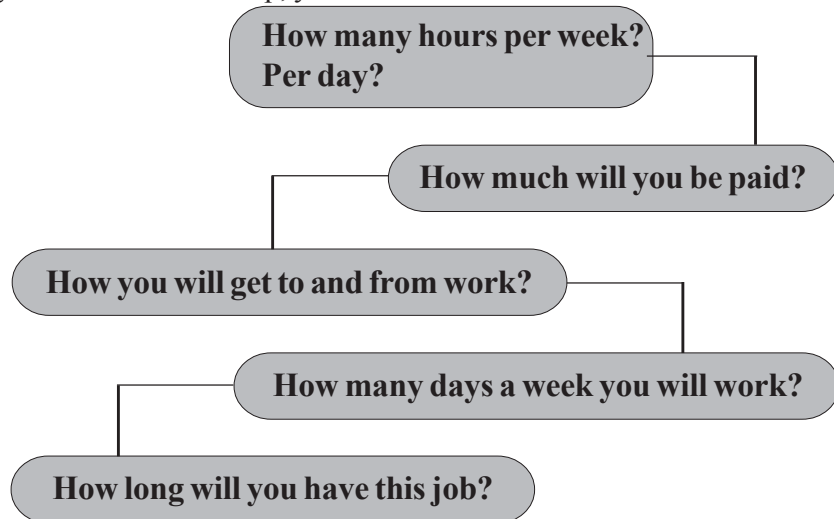 How many hours per week?
Per day?
How much will you be paid?
How you will get to and from work?
How many days a week you will work?
How long will you have this job?